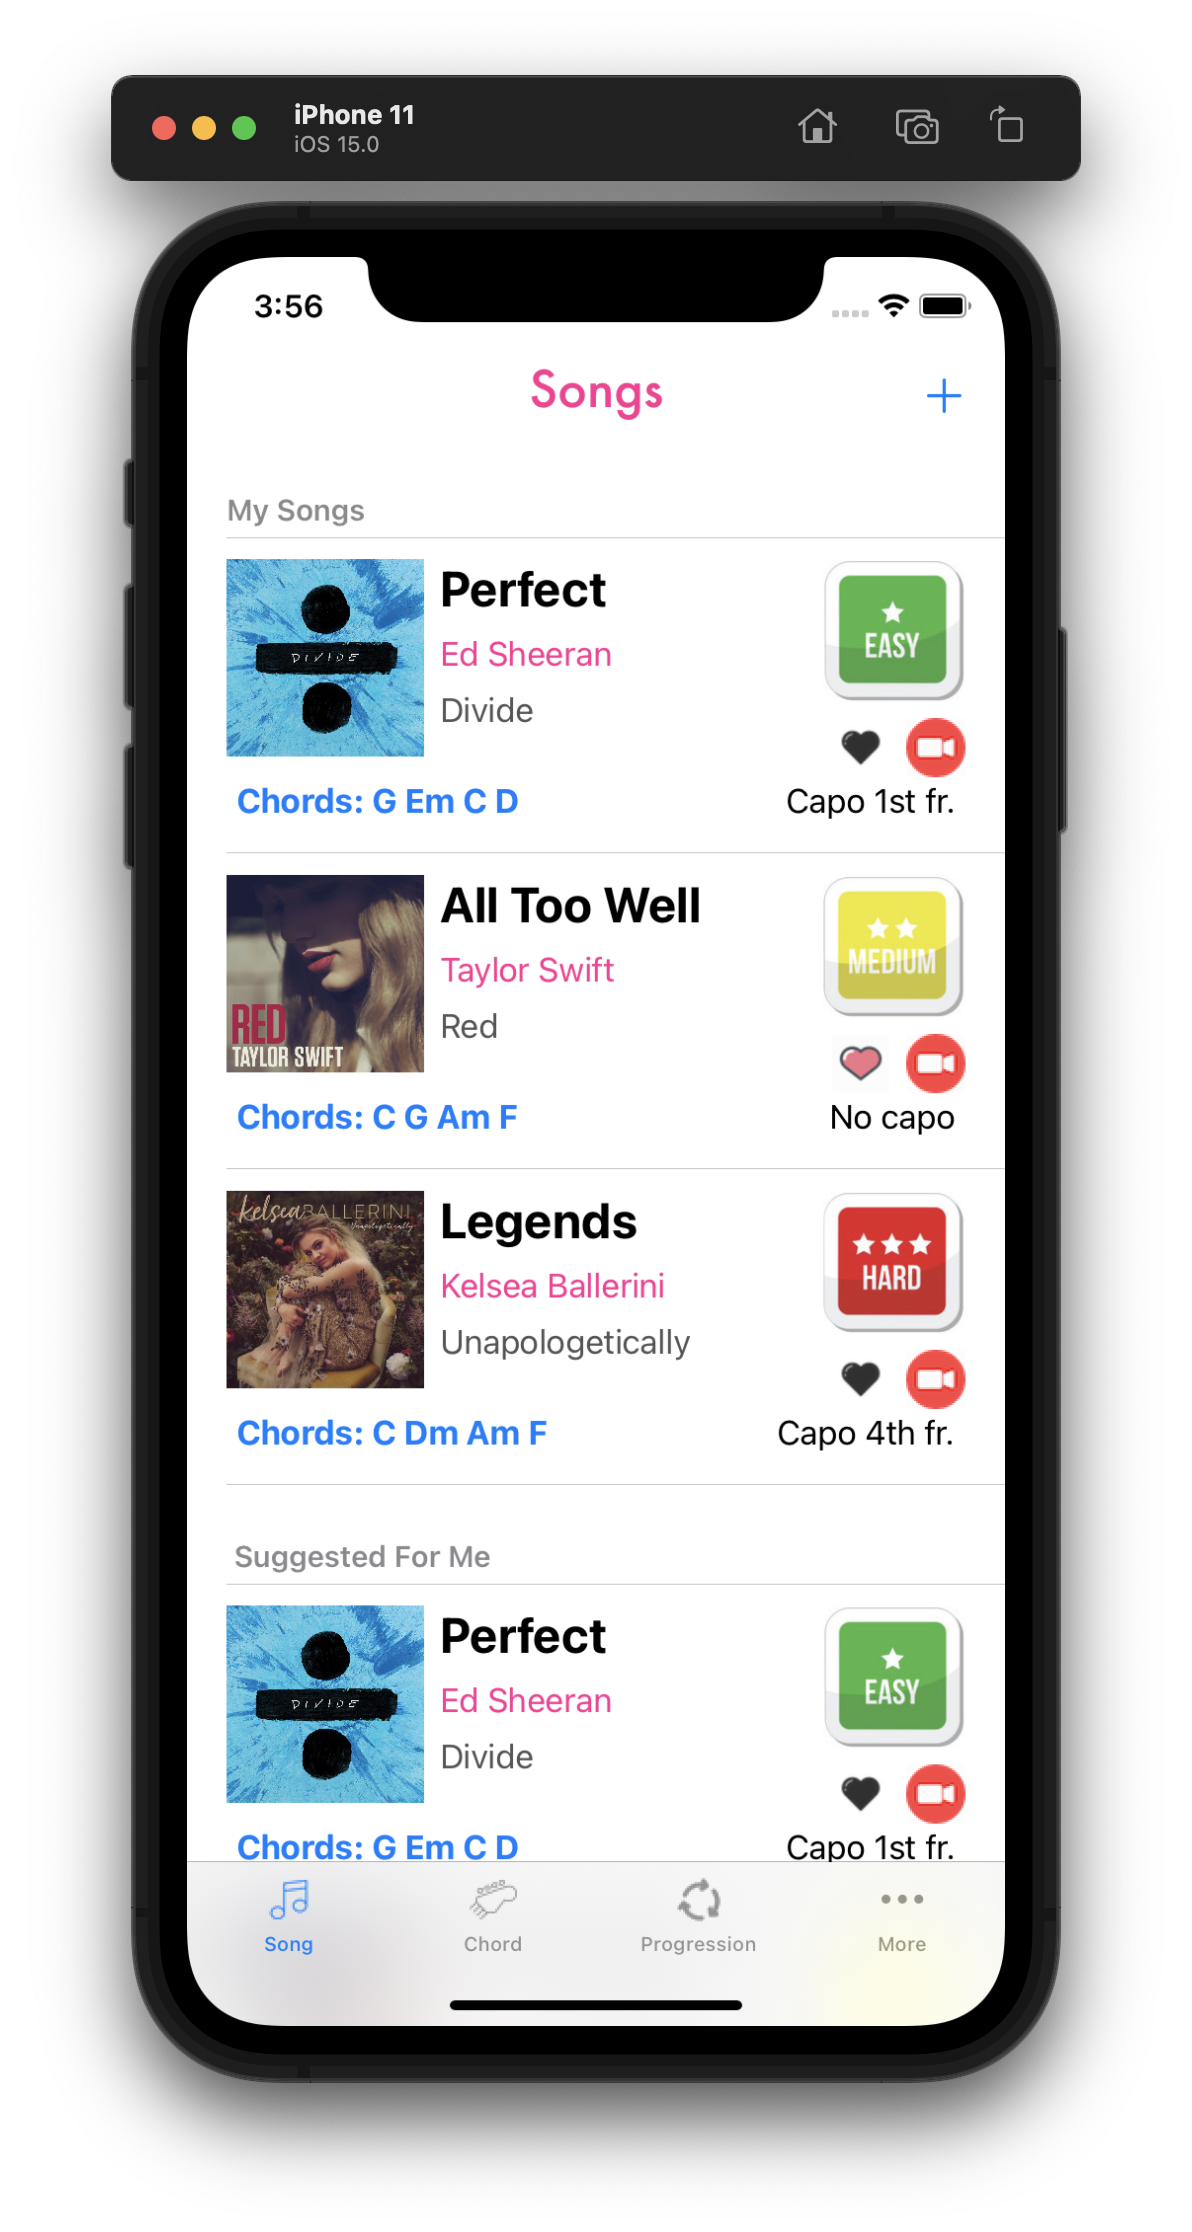 iPhone 11
iOS 15.0
3:56
Songs
My Songs
DIVIDE
Perfect
Ed Sheeran
Divide
EASY
Chords: G Em C D
Capo 1st fr.
RED
TAYLOR SWIFT
All Too Well
Taylor Swift
Red
MEDIUM
Chords: C G Am F
No capo
Kelsea BALLERINI
Unapologetically
Legends
Kelsea Ballerini
Unapologetically
HARD
Chords: C Dm Am F
Capo 4th fr.
Suggested For Me
DIVIDE
Perfect
Ed Sheeran
Divide
EASY
Chords: G Em C D
Capo 1st fr.
Song
Chord
Progression
More